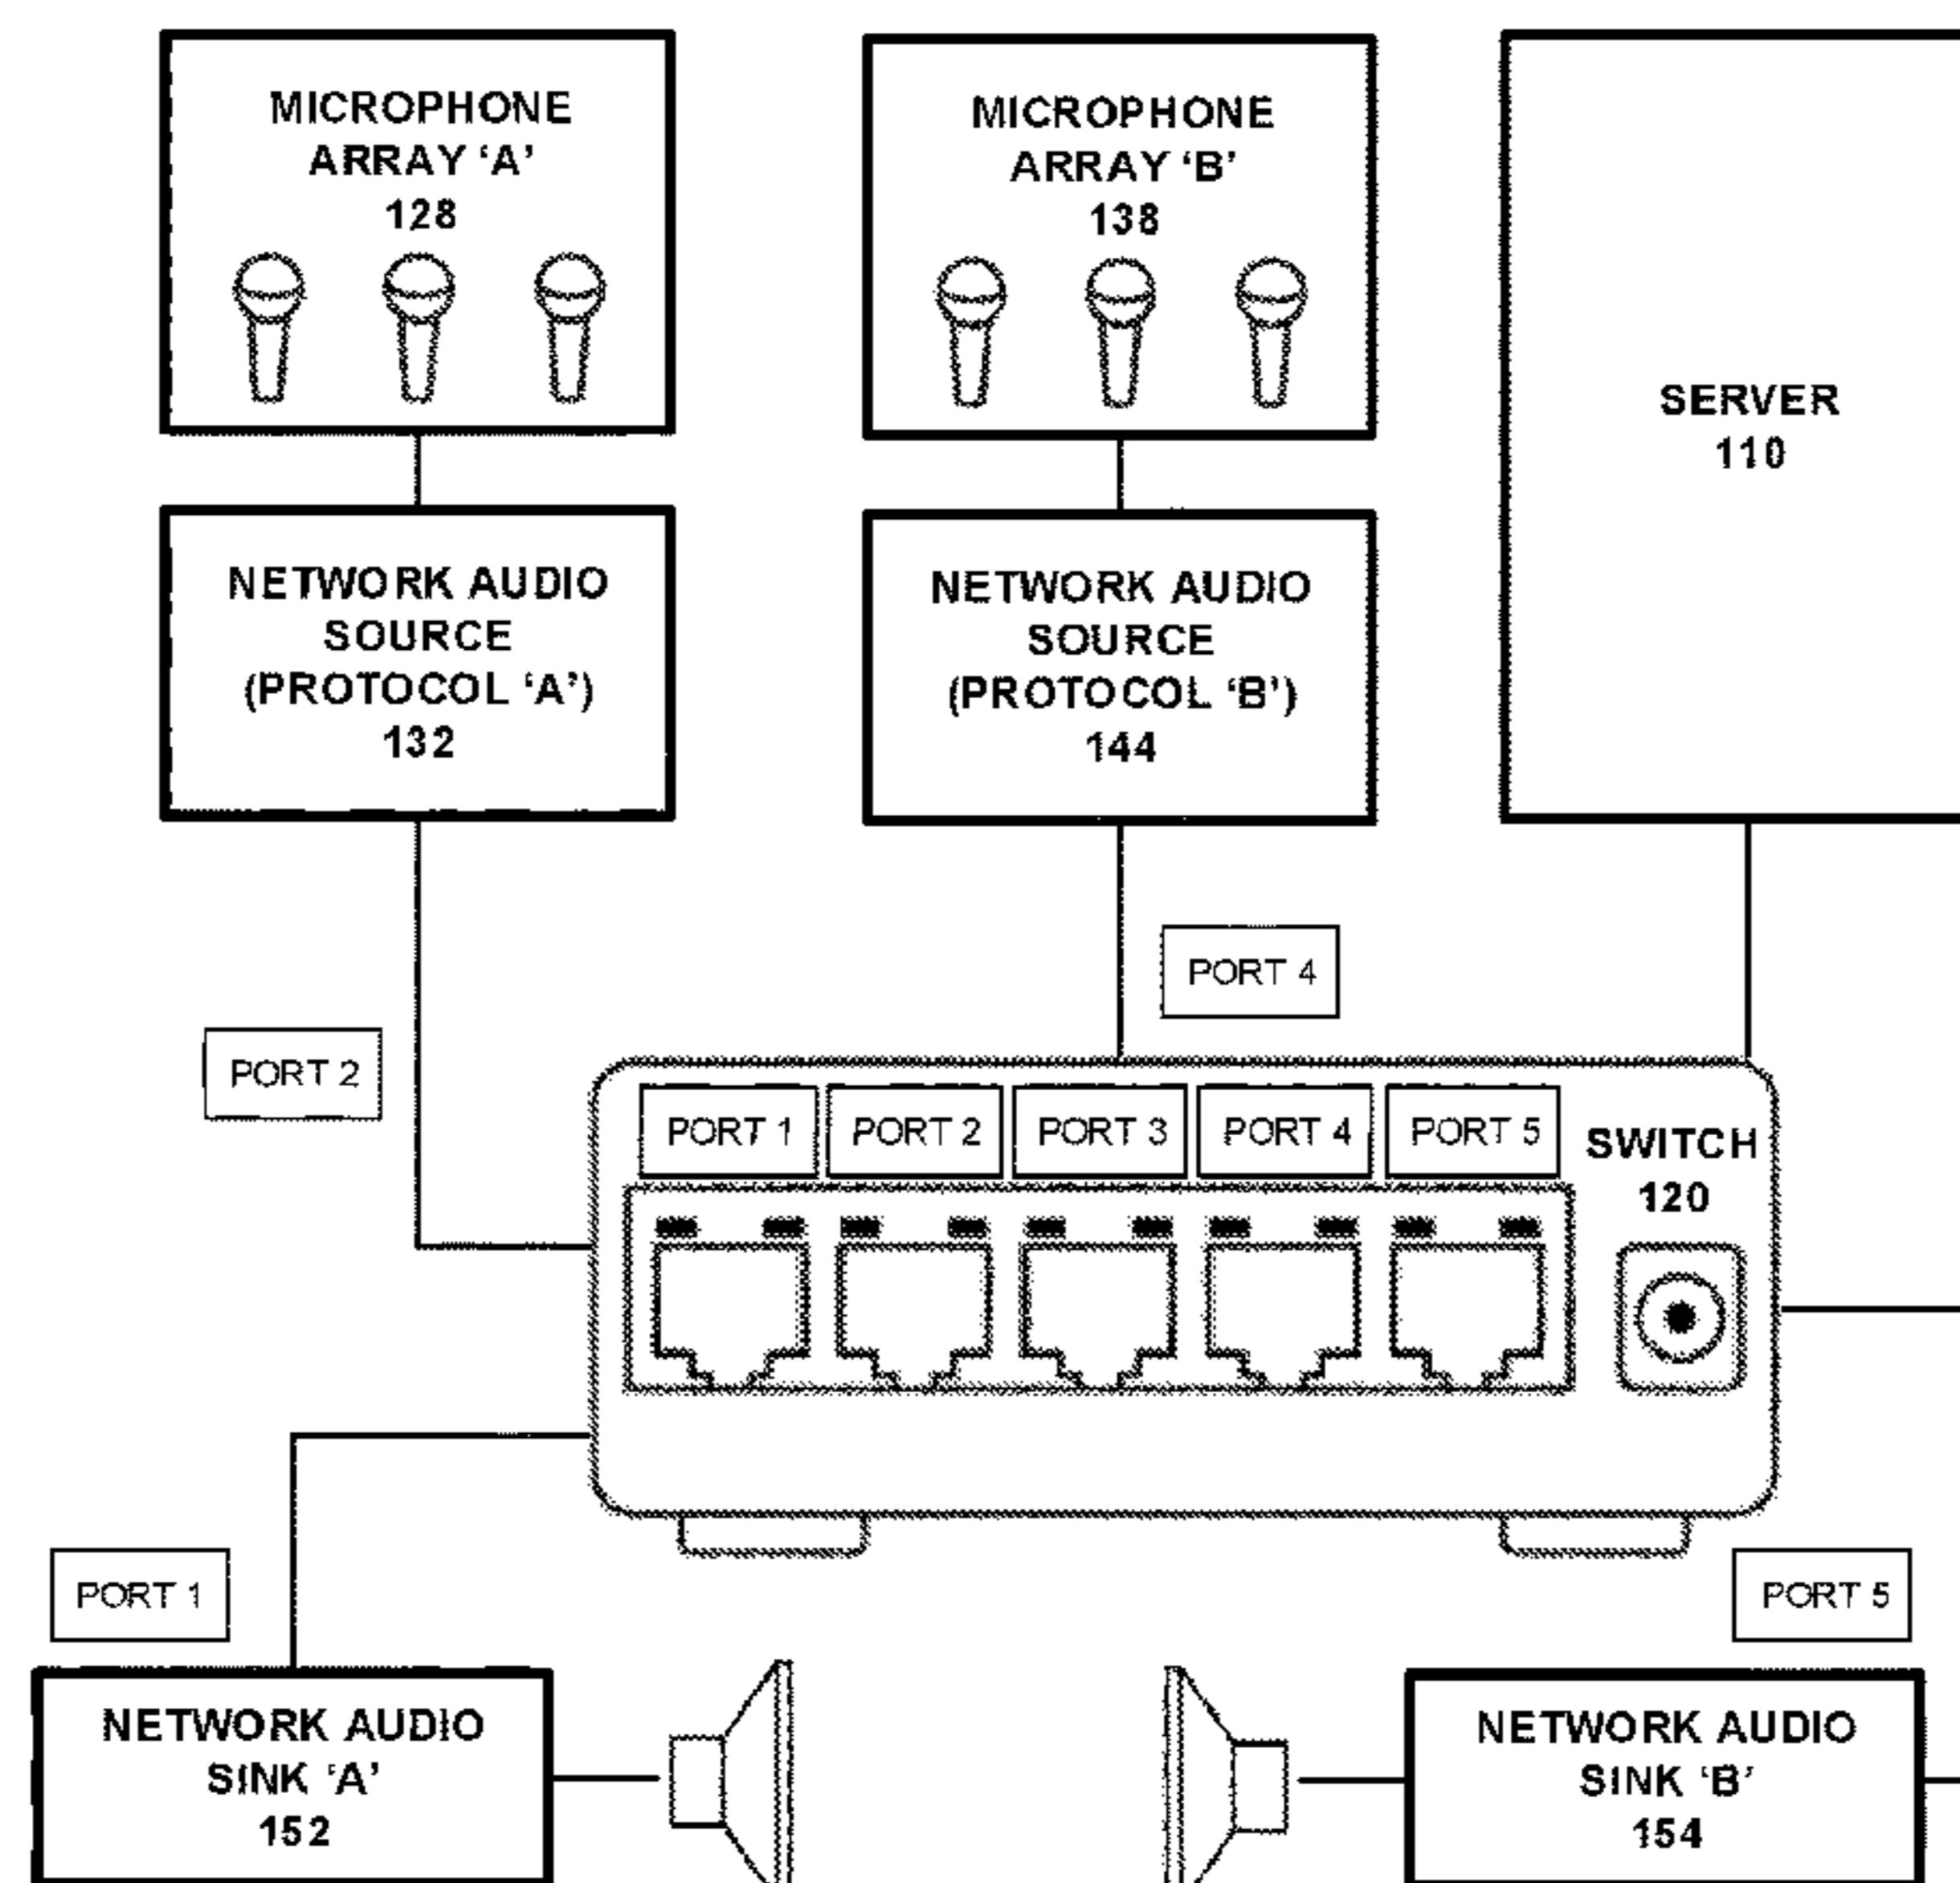 MICROPHONE
ARRAY ‘A’
128
MICROPHONE
ARRAY ‘B’
138
SERVER
110
NETWORK AUDIO
SOURCE
(PROTOCOL ‘A’)
132
NETWORK AUDIO
SOURCE
(PROTOCOL ‘B’)
144
PORT 4
PORT 2
PORT 1
PORT 2
PORT 3
PORT 4
PORT 5
SWITCH
120
PORT 1
PORT 5
NETWORK AUDIO
SINK ‘A’
152
NETWORK AUDIO
SINK ‘B’
154